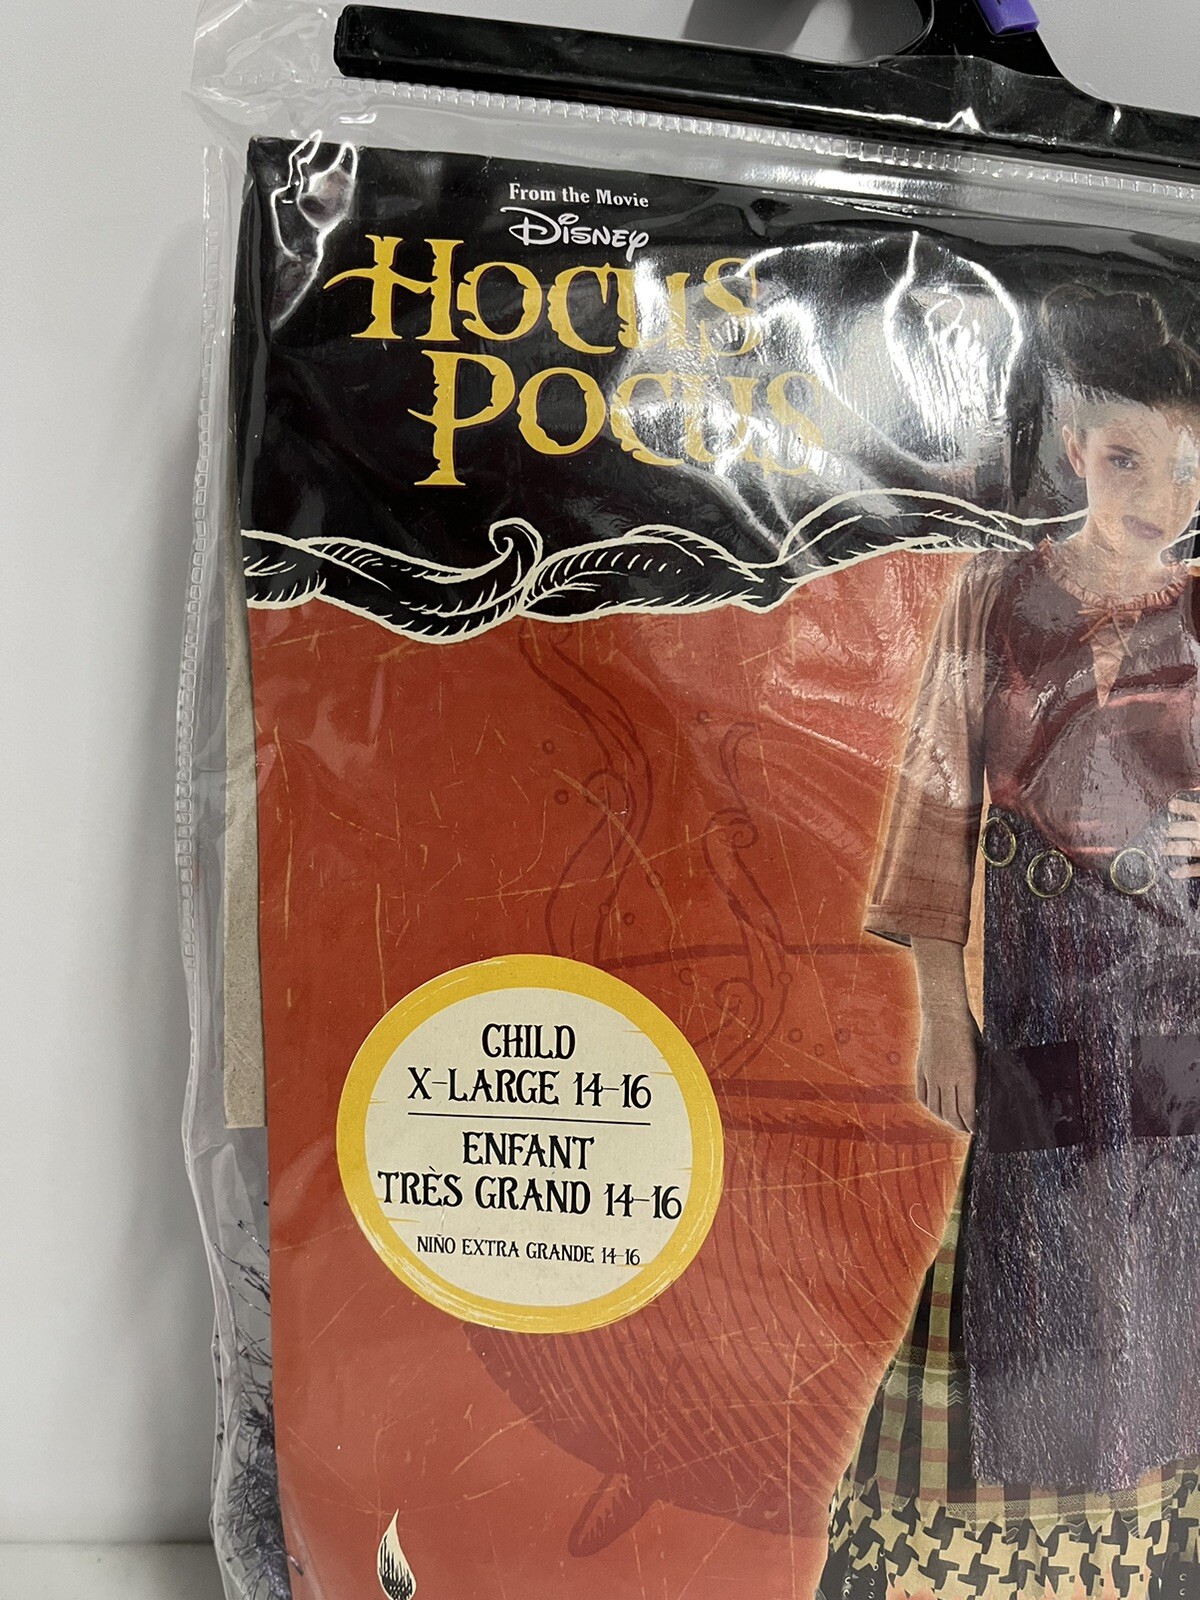 From the Movie
Disney
HOCUS
POCUS
CHILD
X-LARGE 14-16
ENFANT
TRÈS GRAND 14-16
NIÑO EXTRA GRANDE 14-16